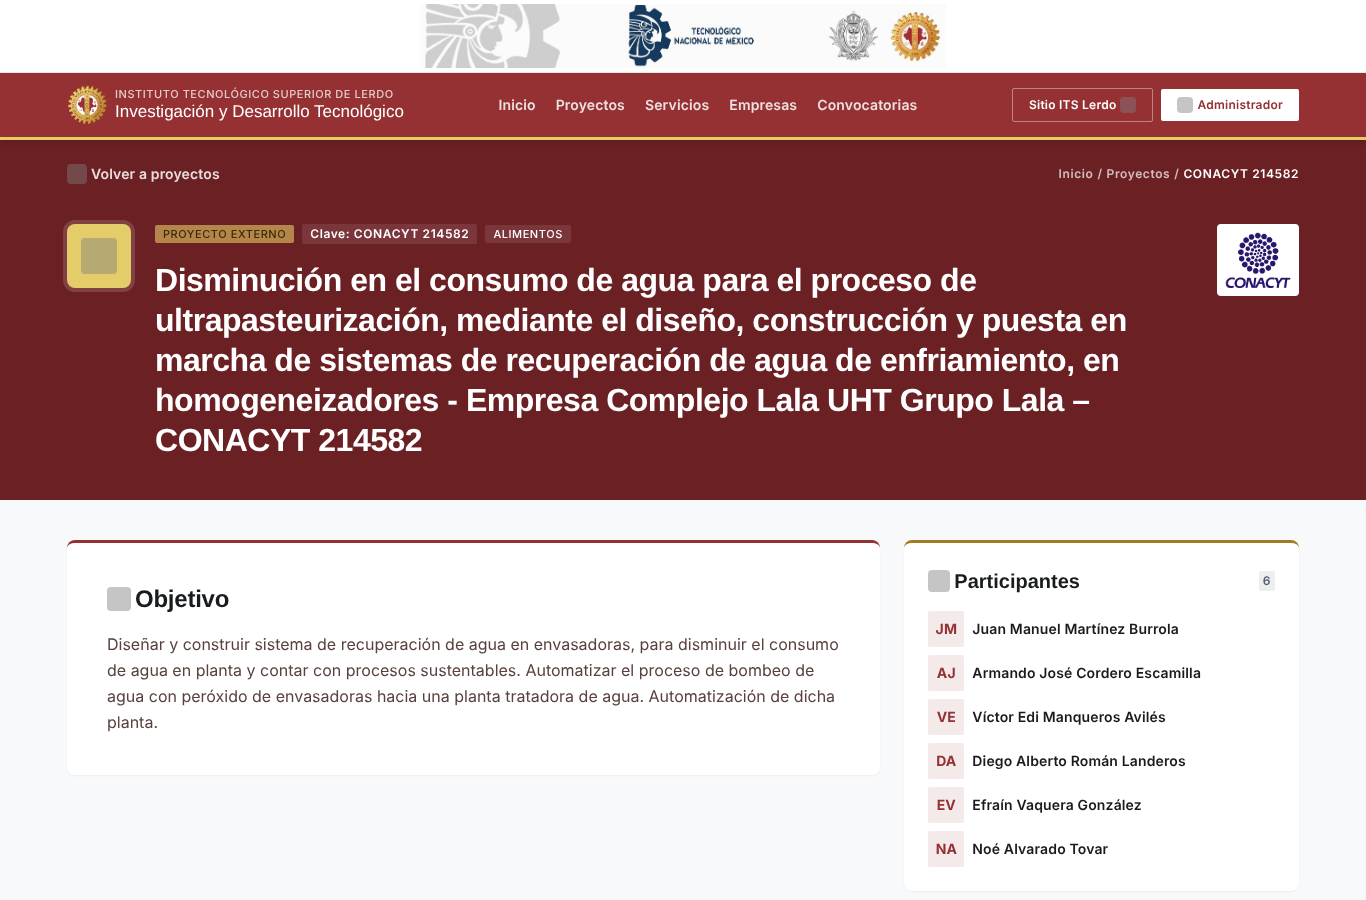 TECNOLÓGICO
NACIONAL DE MÉXICO
INSTITUTO TECNOLÓGICO SUPERIOR DE LERDO
Investigación y Desarrollo Tecnológico
Inicio Proyectos Servicios Empresas Convocatorias
Sitio ITS Lerdo
Administrador
Volver a proyectos
Inicio / Proyectos / CONACYT 214582
PROYECTO EXTERNO
Clave: CONACYT 214582
ALIMENTOS
Disminución en el consumo de agua para el proceso de
ultrapasteurización, mediante el diseño, construcción y puesta en
marcha de sistemas de recuperación de agua de enfriamiento, en
homogeneizadores - Empresa Complejo Lala UHT Grupo Lala –
CONACYT 214582
CONACYT
Objetivo
Diseñar y construir sistema de recuperación de agua en envasadoras, para disminuir el consumo
de agua en planta y contar con procesos sustentables. Automatizar el proceso de bombeo de
agua con peróxido de envasadoras hacia una planta tratadora de agua. Automatización de dicha
planta.
Participantes
6
JM Juan Manuel Martínez Burrola
AJ Armando José Cordero Escamilla
VE Víctor Edi Manqueros Avilés
DA Diego Alberto Román Landeros
EV Efraín Vaquera González
NA Noé Alvarado Tovar